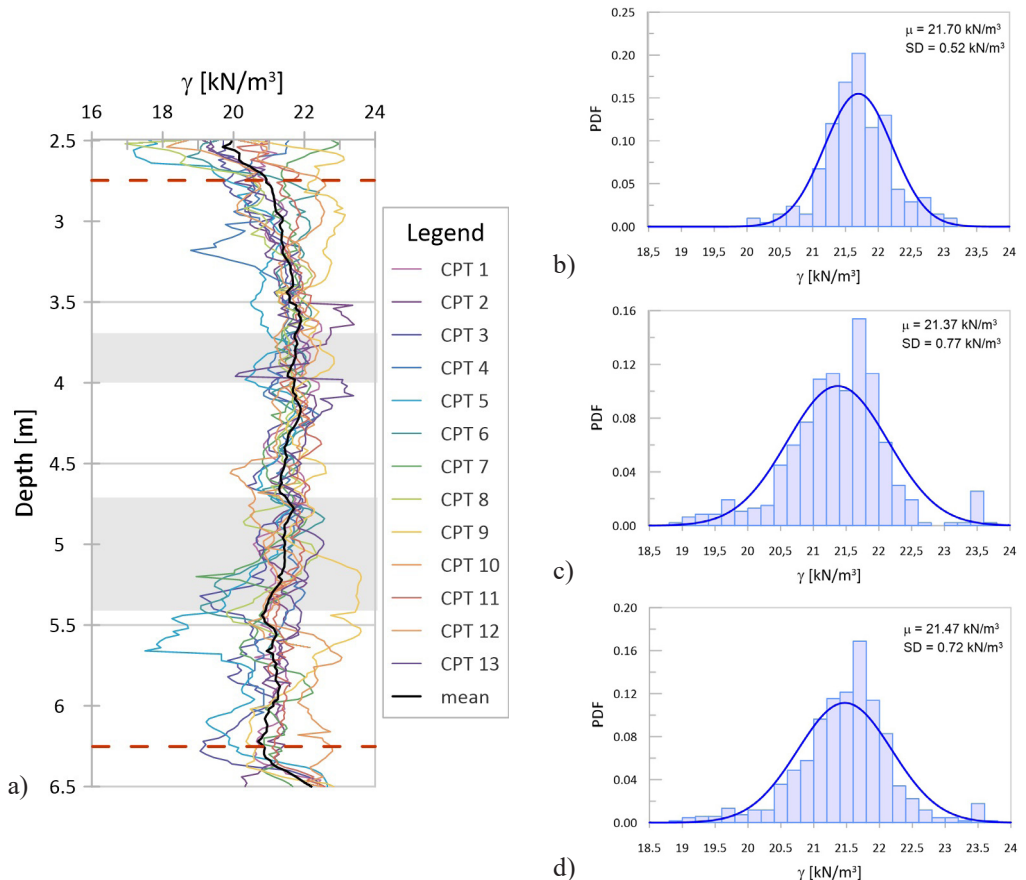 γ [kN/m³]
16 18 20 22 24
2.5
3
3.5
4
4.5
5
5.5
6
6.5
Depth [m]
Legend
CPT 1
CPT 2
CPT 3
CPT 4
CPT 5
CPT 6
CPT 7
CPT 8
CPT 9
CPT 10
CPT 11
CPT 12
CPT 13
mean
a)
0.25
0.20
0.15
0.10
0.05
0.00
PDF
μ = 21.70 kN/m³
SD = 0.52 kN/m³
18,5 19 19,5 20 20,5 21 21,5 22 22,5 23 23,5 24
γ [kN/m³]
b)
0.16
0.12
0.08
0.04
0.00
PDF
μ = 21.37 kN/m³
SD = 0.77 kN/m³
18,5 19 19,5 20 20,5 21 21,5 22 22,5 23 23,5 24
γ [kN/m³]
c)
0.20
0.16
0.12
0.08
0.04
0.00
PDF
μ = 21.47 kN/m³
SD = 0.72 kN/m³
18.5 19 19.5 20 20.5 21 21.5 22 22.5 23 23.5 24
γ [kN/m³]
d)